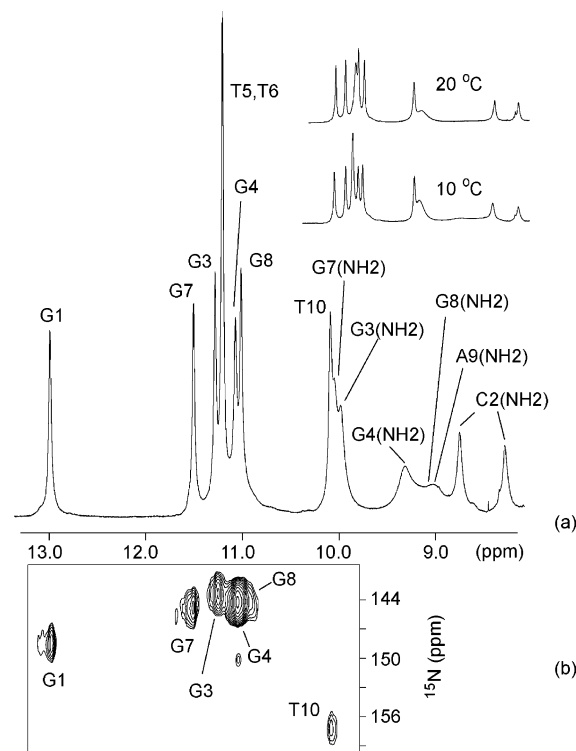 T5,T6
20 °C
10 °C
G4
G3
G8
G7
G1
G7(NH2)
T10
G8(NH2)
G3(NH2)
A9(NH2)
C2(NH2)
G4(NH2)
(a)
13.0 12.0 11.0 10.0 9.0 (ppm)
G8
144
G7
G4
G1
G3
150
(b)
T10
156
15N (ppm)